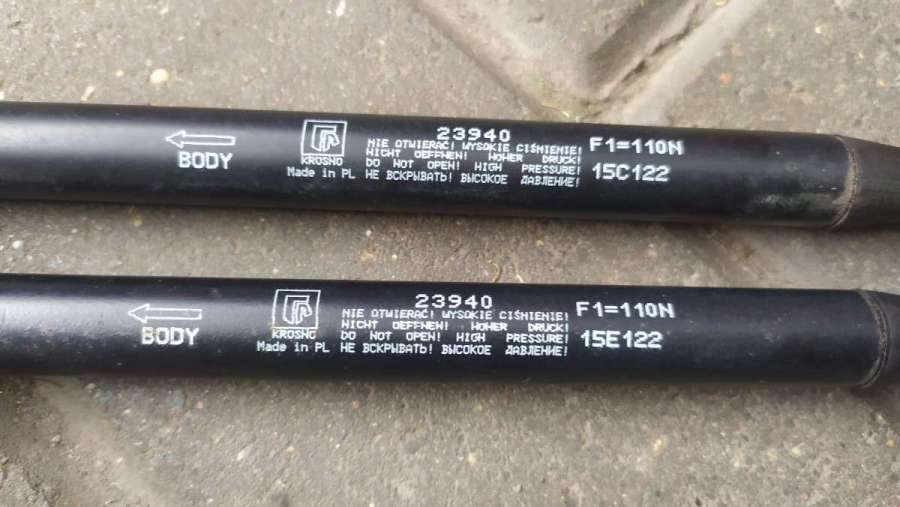 BODY
KROSNO
Made in PL
23940
NIE OTWIERAĆ! WYSOKIE CIŚNIENIE!
NICHT OEFFNEN! HOHER DRUCK!
DO NOT OPEN! HIGH PRESSURE!
НЕ ВСКРЫВАТЬ! ВЫСОКОЕ ДАВЛЕНИЕ!
F1=110N
15C122
BODY
KROSNO
Made in PL
23940
NIE OTWIERAĆ! WYSOKIE CIŚNIENIE!
NICHT OEFFNEN! HOHER DRUCK!
DO NOT OPEN! HIGH PRESSURE!
НЕ ВСКРЫВАТЬ! ВЫСОКОЕ ДАВЛЕНИЕ!
F1=110N
15E122